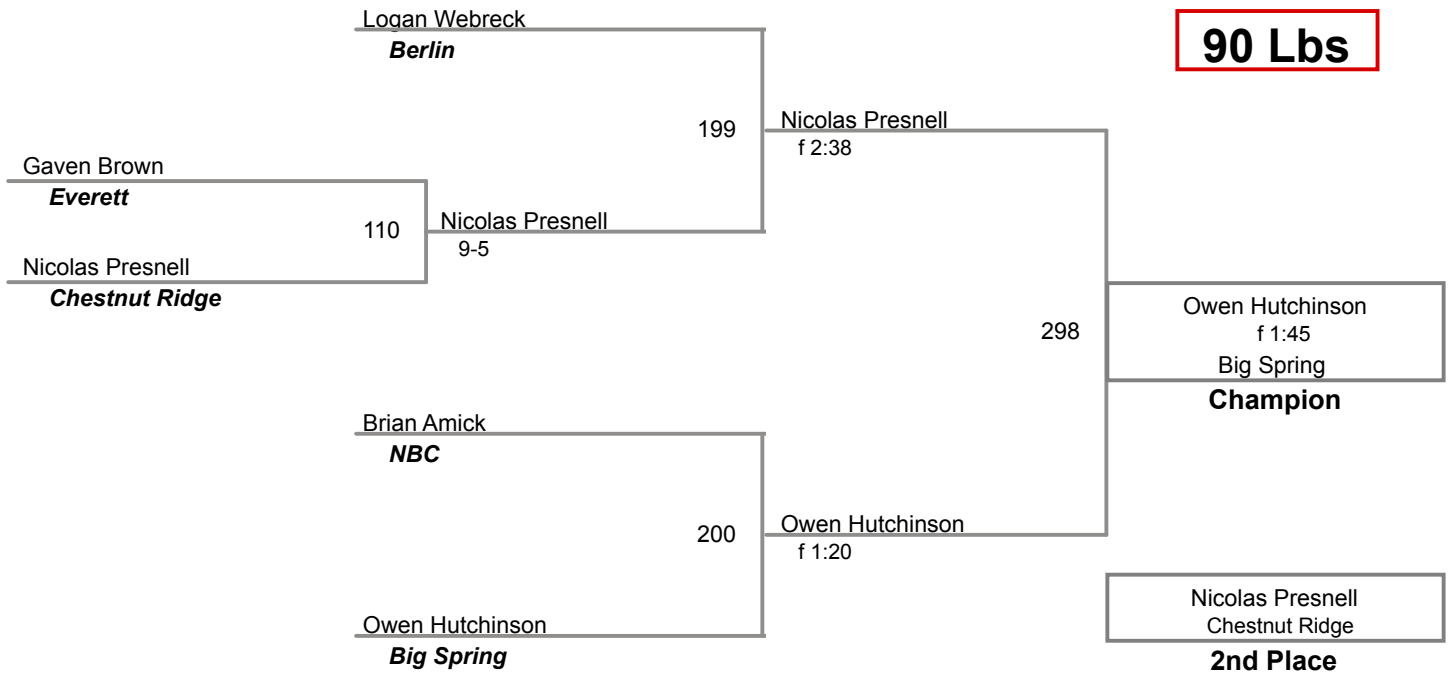 Logan Webreck
Berlin
90 Lbs
199
Nicolas Presnell
f 2:38
Gaven Brown
Everett
110
Nicolas Presnell
9-5
Nicolas Presnell
Chestnut Ridge
298
Owen Hutchinson
f 1:45
Big Spring
Champion
Brian Amick
NBC
200
Owen Hutchinson
f 1:20
Owen Hutchinson
Big Spring
Nicolas Presnell
Chestnut Ridge
2nd Place